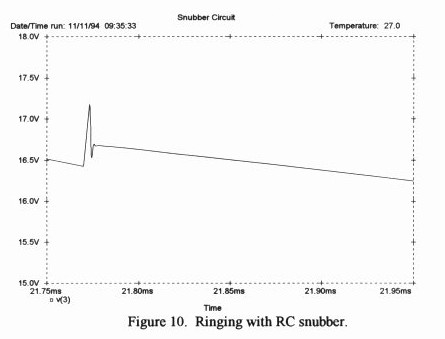 Snubber Circuit
Date/Time run: 11/11/94 09:35:33
Temperature: 27.0
18.0V
17.5V
17.0V
16.5V
16.0V
15.5V
15.0V
21.75ms 21.80ms 21.85ms 21.90ms 21.95ms
v(3)
Time
Figure 10. Ringing with RC snubber.